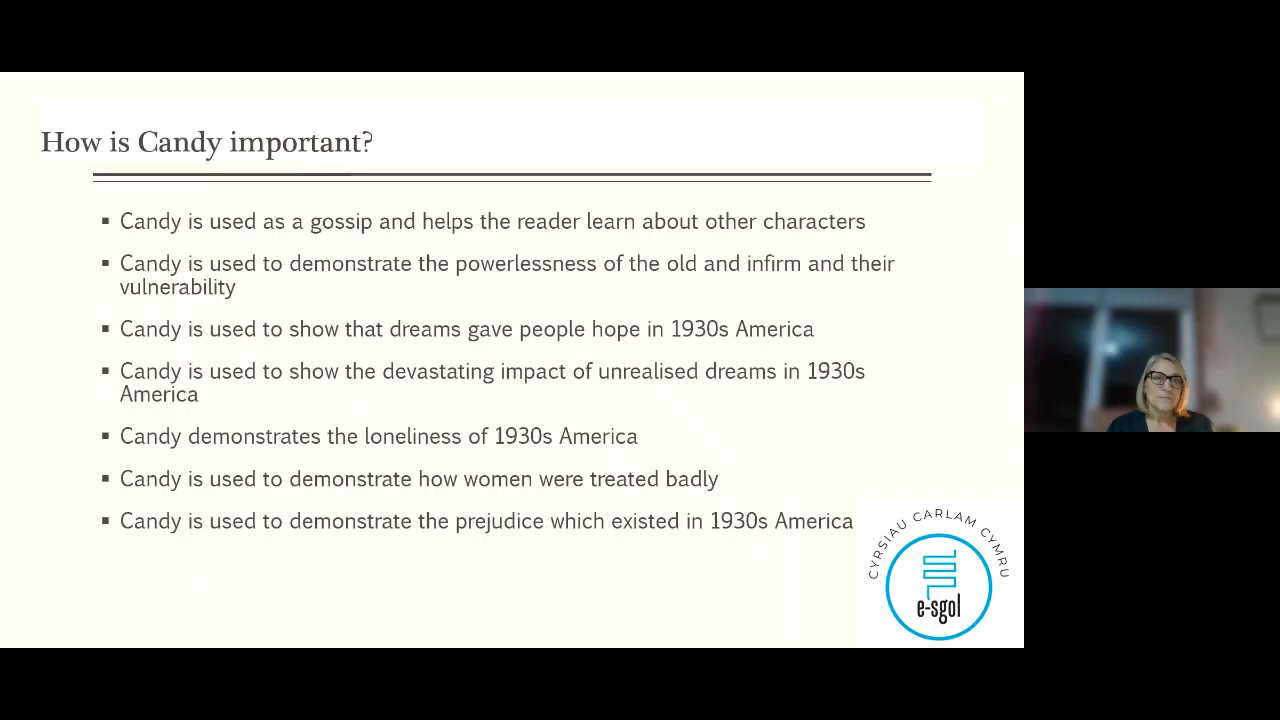 How is Candy important?
▪ Candy is used as a gossip and helps the reader learn about other characters
▪ Candy is used to demonstrate the powerlessness of the old and infirm and their
vulnerability
▪ Candy is used to show that dreams gave people hope in 1930s America
▪ Candy is used to show the devastating impact of unrealised dreams in 1930s
America
▪ Candy demonstrates the loneliness of 1930s America
▪ Candy is used to demonstrate how women were treated badly
▪ Candy is used to demonstrate the prejudice which existed in 1930s America
CYRSIAU CARLAM CYMRU
e-sgol